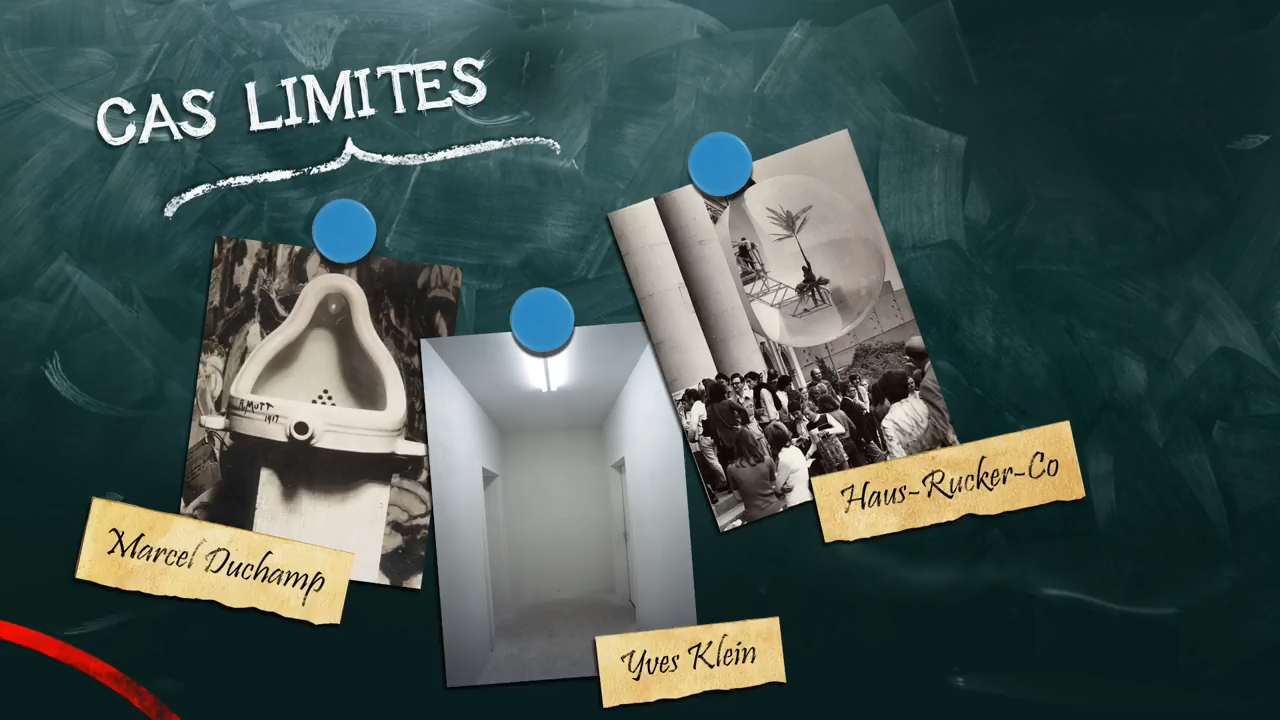 CAS LIMITES
R. MUTT
1917
Marcel Duchamp
Yves Klein
Haus-Rucker-Co